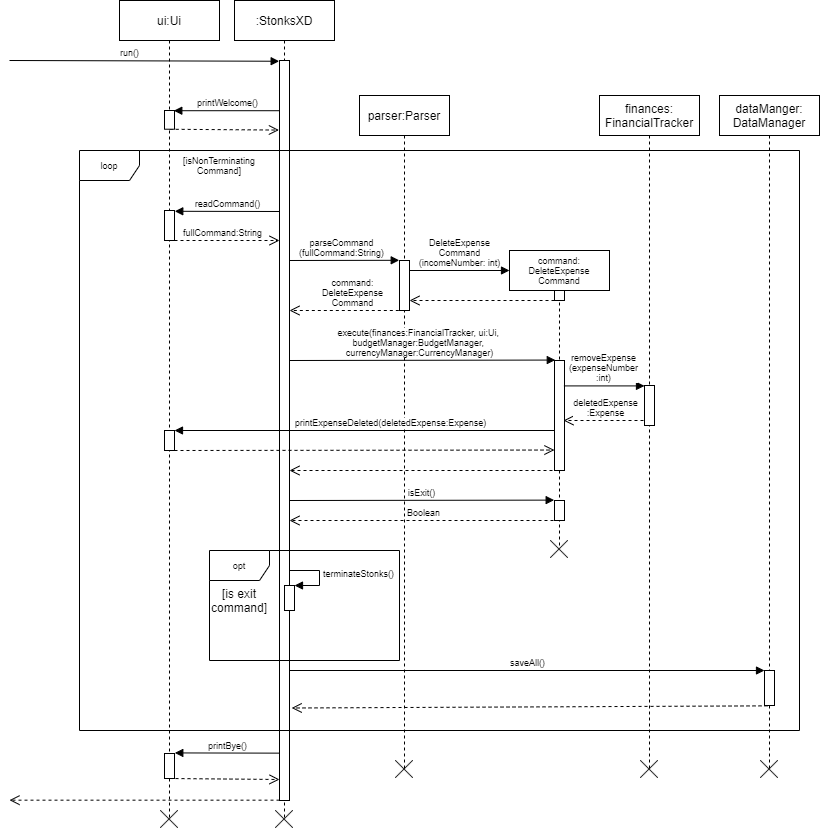 ui:Ui
:StonksXD
run()
printWelcome()
parser:Parser
finances:
FinancialTracker
dataManger:
DataManager
loop
[isNonTerminating
Command]
readCommand()
fullCommand:String
parseCommand
(fullCommand:String)
DeleteExpense
Command
(incomeNumber: int)
command:
DeleteExpense
Command
command:
DeleteExpense
Command
execute(finances:FinancialTracker, ui:Ui,
budgetManager:BudgetManager,
currencyManager:CurrencyManager)
removeExpense
(expenseNumber
:int)
deletedExpense
:Expense
printExpenseDeleted(deletedExpense:Expense)
isExit()
Boolean
opt
terminateStonks()
[is exit
command]
saveAll()
printBye()